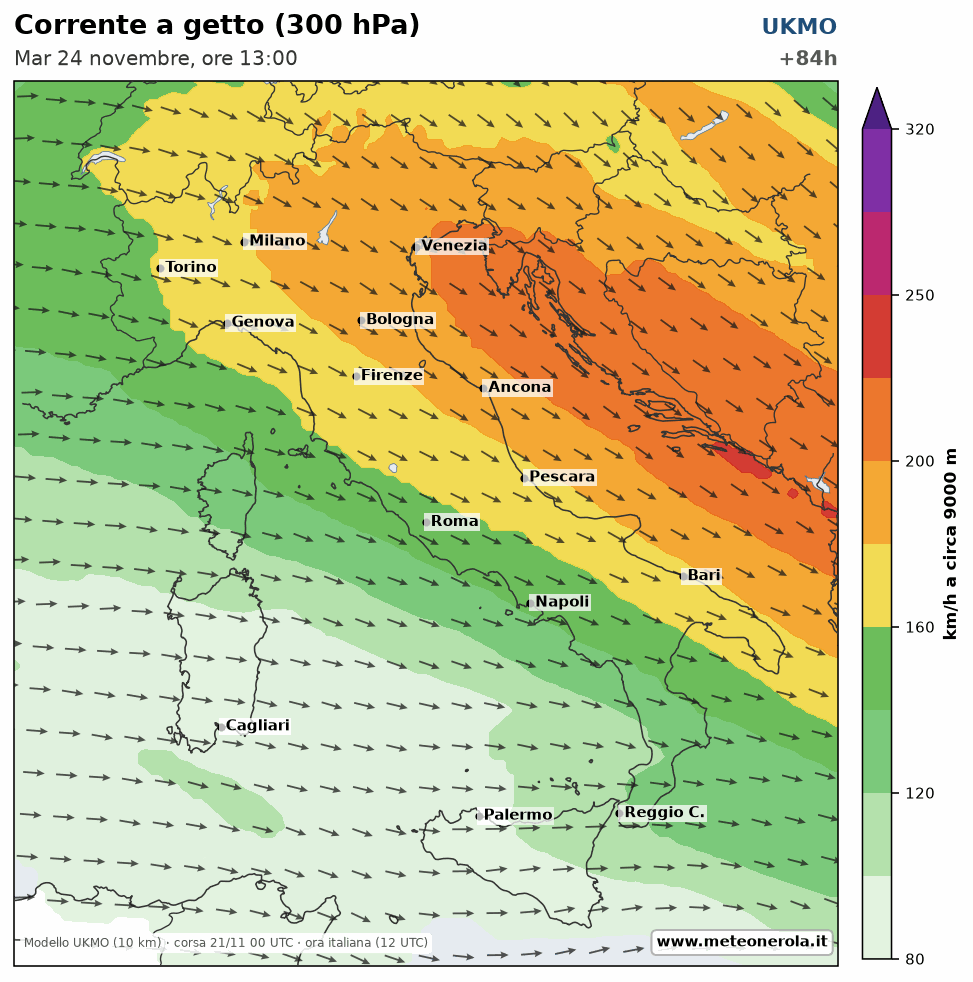 Corrente a getto (300 hPa)
UKMO
Mar 24 novembre, ore 13:00
+84h
320
Milano
Venezia
Torino
250
Genova
Bologna
Firenze
Ancona
200
Pescara
Roma
km/h a circa 9000 m
Bari
Napoli
160
Cagliari
120
Palermo
Reggio C.
Modello UKMO (10 km) · corsa 21/11 00 UTC · ora italiana (12 UTC)
www.meteonerola.it
80